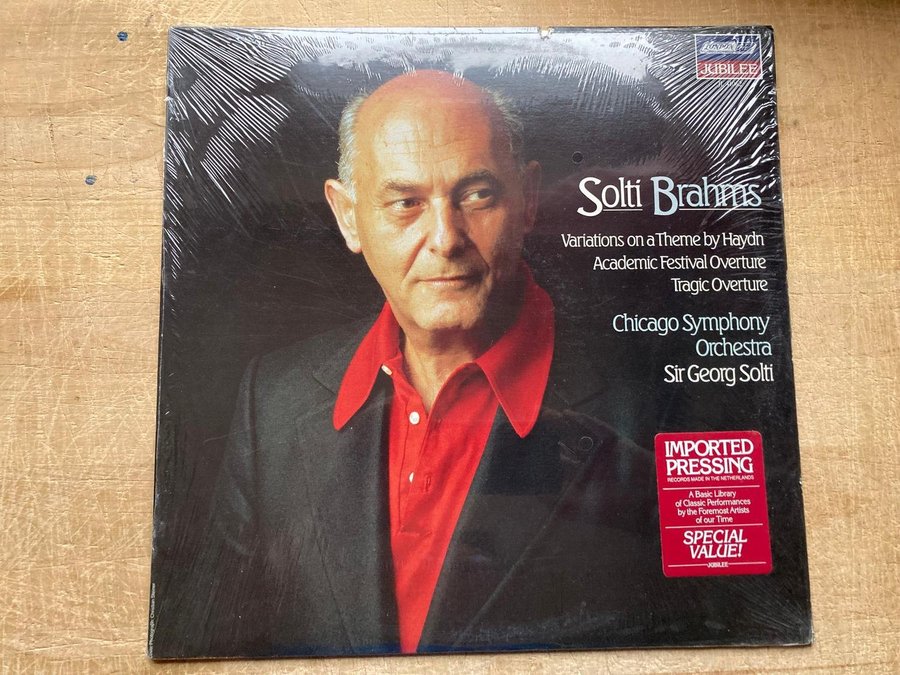 LONDON
JUBILEE
Solti Brahms
Variations on a Theme by Haydn
Academic Festival Overture
Tragic Overture
Chicago Symphony
Orchestra
Sir Georg Solti
IMPORTED
PRESSING
RECORDS MADE IN THE NETHERLANDS
A Basic Library
of Classic Performances
by the Foremost Artists
of our Time
SPECIAL
VALUE!
JUBILEE